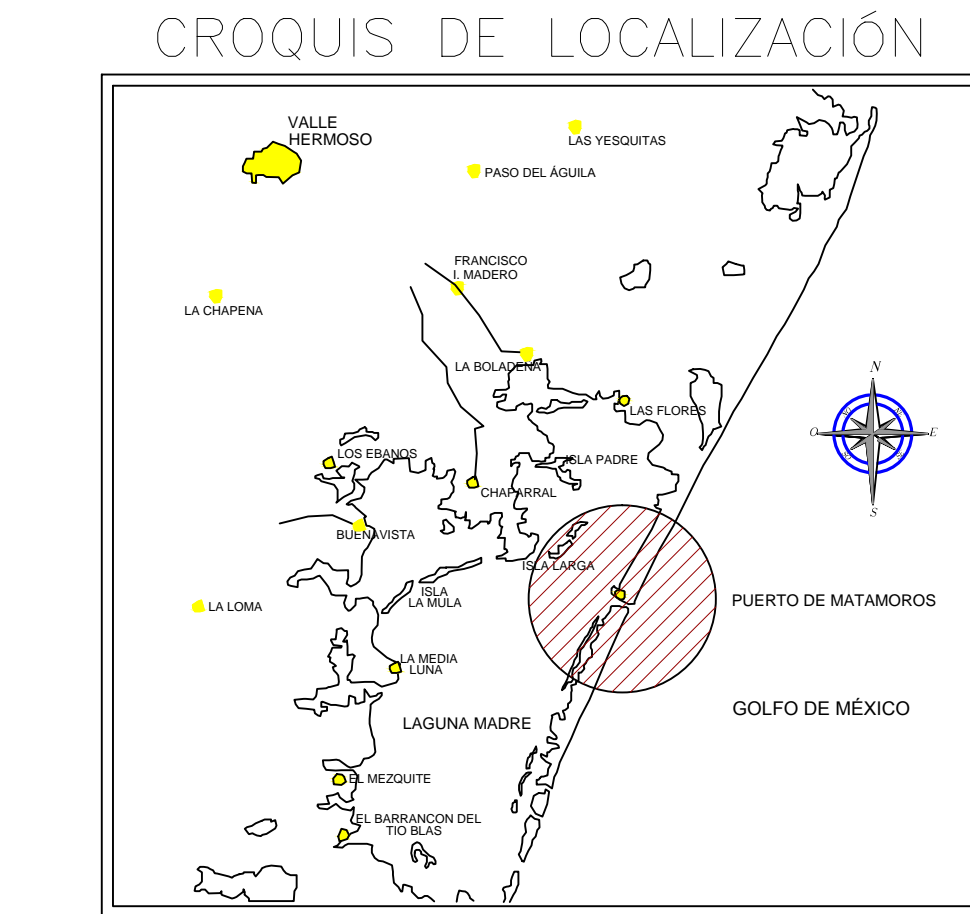 CROQUIS DE LOCALIZACIÓN
VALLE
HERMOSO
LAS YESQUITAS
PASO DEL ÁGUILA
FRANCISCO
I. MADERO
LA CHAPENA
LA BOLADENA
N
LAS FLORES
O
E
LOS EBANOS
ISLA PADRE
CHAPARRAL
S
BUENAVISTA
ISLA LARGA
ISLA
LA MULA
LA LOMA
PUERTO DE MATAMOROS
LA MEDIA
LUNA
GOLFO DE MÉXICO
LAGUNA MADRE
EL MEZQUITE
EL BARRANCON DEL
TIO BLAS